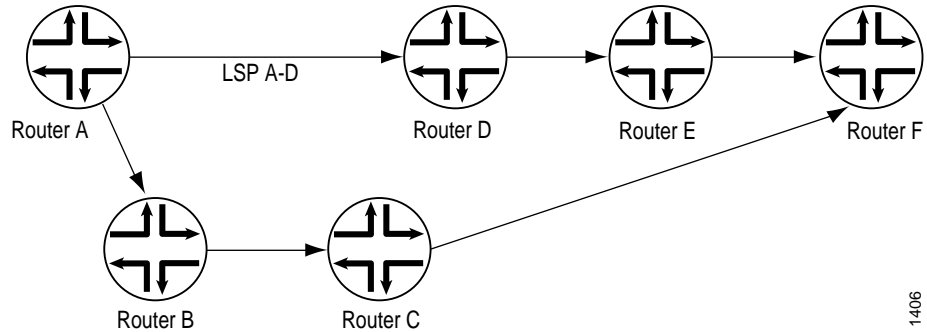 LSP A-D
Router A
Router D
Router E
Router F
Router B
Router C
1406